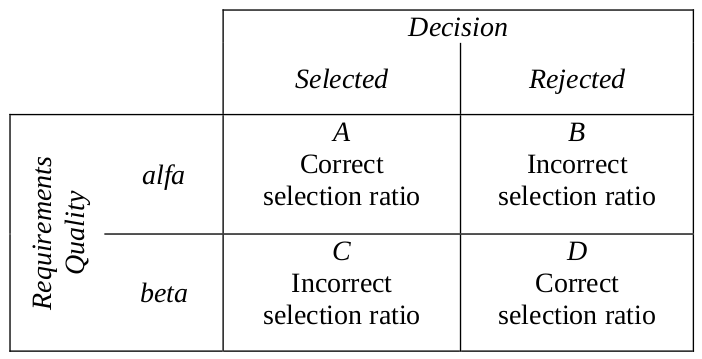 Decision
Selected Rejected
Requirements
Quality
alfa
A
Correct
selection ratio
B
Incorrect
selection ratio
beta
C
Incorrect
selection ratio
D
Correct
selection ratio